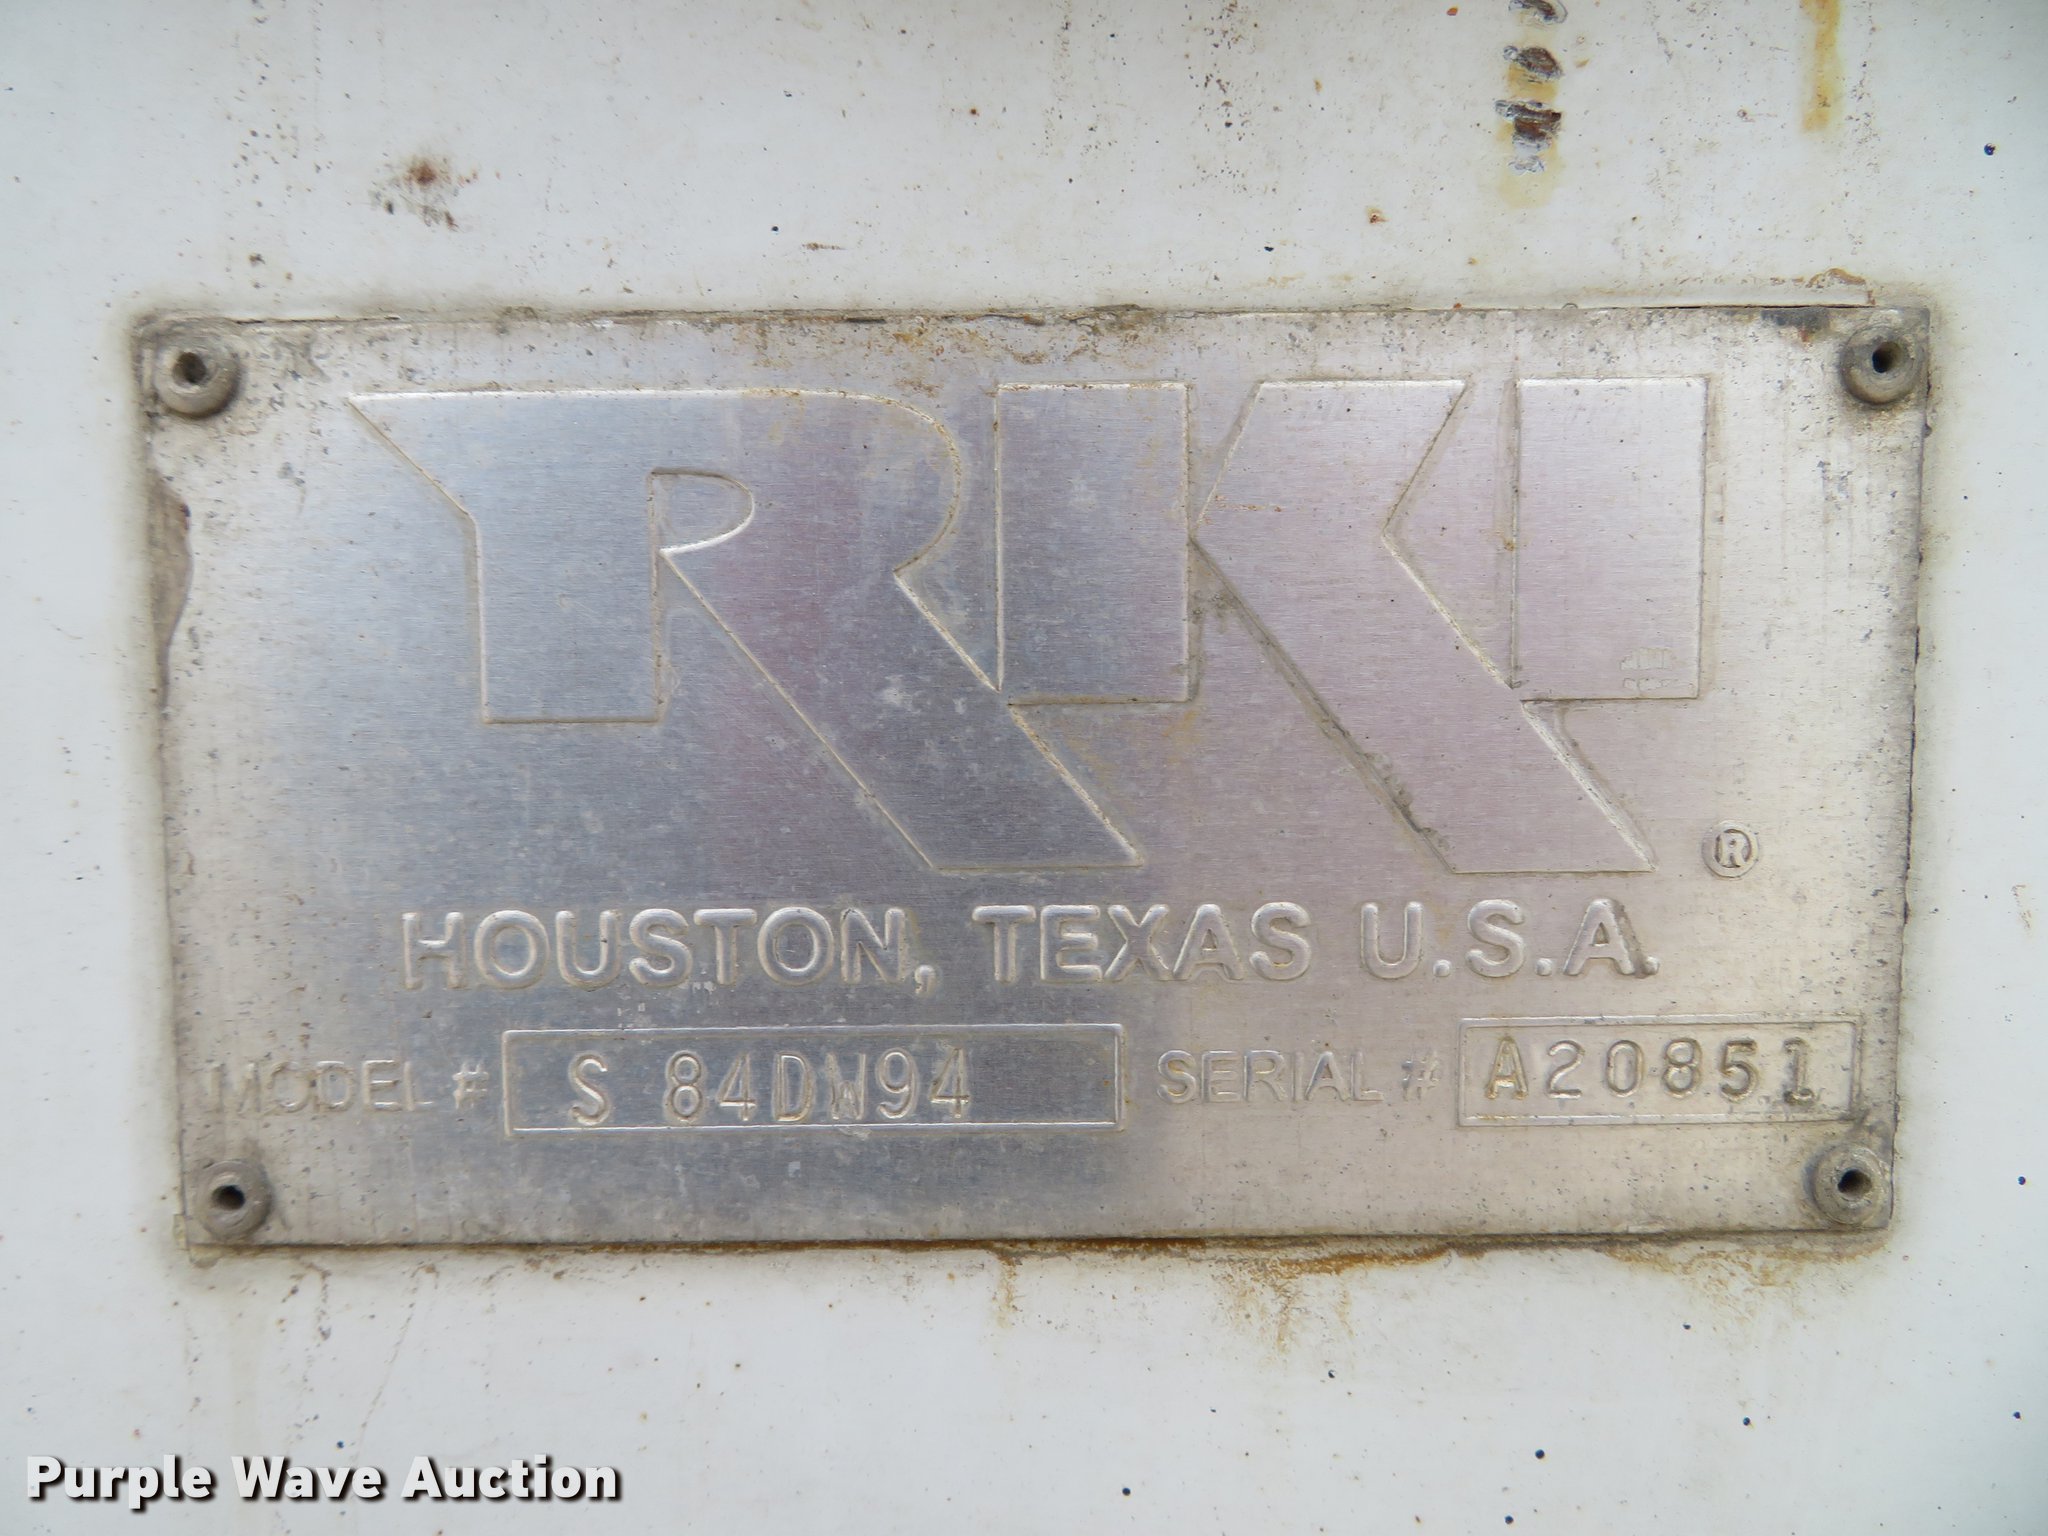 RKI
®
HOUSTON, TEXAS U.S.A.
MODEL # S 84DW94 SERIAL # A20851
Purple Wave Auction